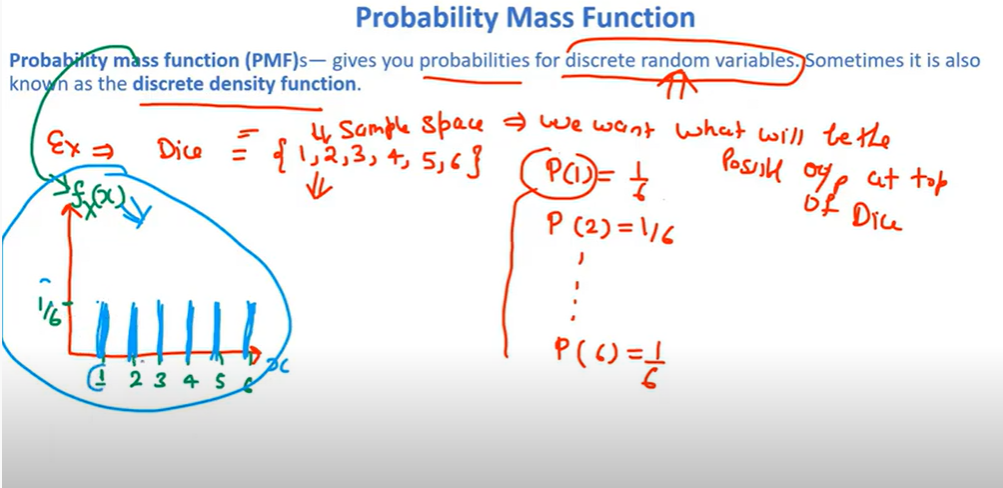 Probability Mass Function
Probability mass function (PMF)s— gives you probabilities for discrete random variables. Sometimes it is also
known as the discrete density function.
Ex ⇒ Dice = { 1, 2, 3, 4, 5, 6 }
Sample space ⇒ we want what will be the
possibl o/p at top
of Dice
P(1) = 1/6
P(2) = 1/6
P(6) = 1/6
fx(x)
1/6
1 2 3 4 5 6
x